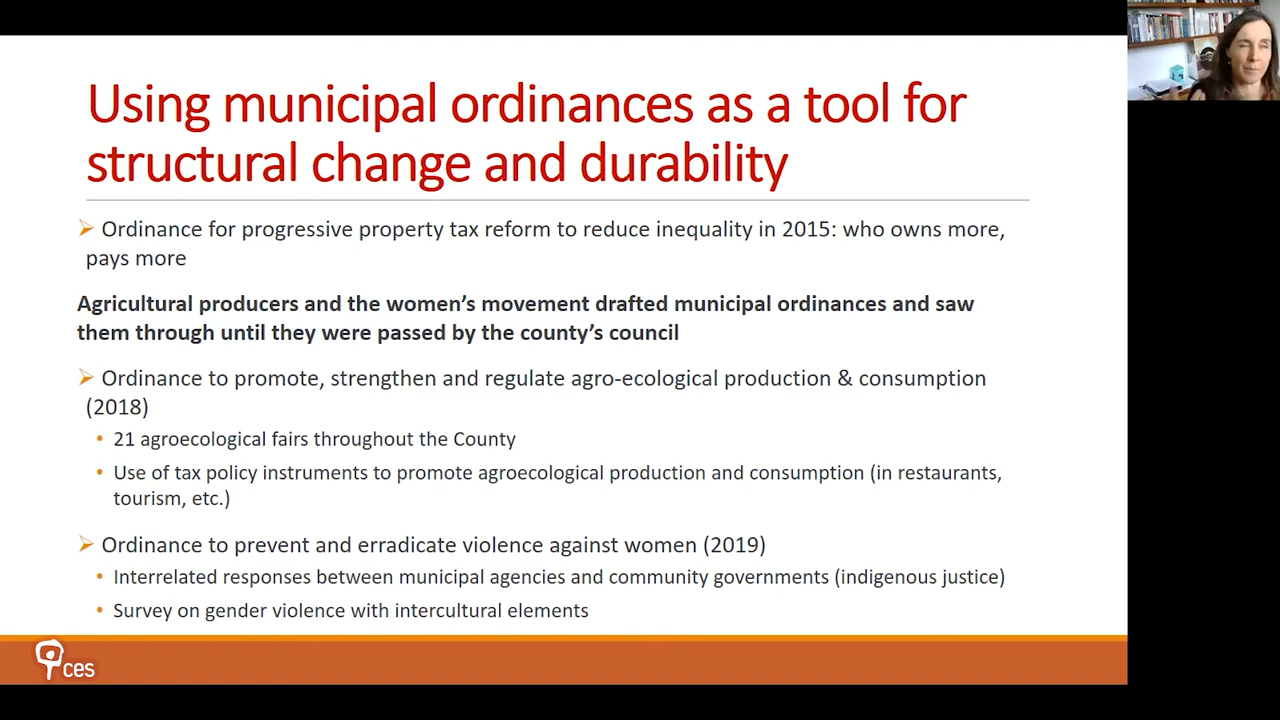 Using municipal ordinances as a tool for
structural change and durability
Ordinance for progressive property tax reform to reduce inequality in 2015: who owns more,
pays more
Agricultural producers and the women's movement drafted municipal ordinances and saw
them through until they were passed by the county's council
Ordinance to promote, strengthen and regulate agro-ecological production & consumption
(2018)
• 21 agroecological fairs throughout the County
• Use of tax policy instruments to promote agroecological production and consumption (in restaurants,
tourism, etc.)
Ordinance to prevent and erradicate violence against women (2019)
• Interrelated responses between municipal agencies and community governments (indigenous justice)
• Survey on gender violence with intercultural elements
ces